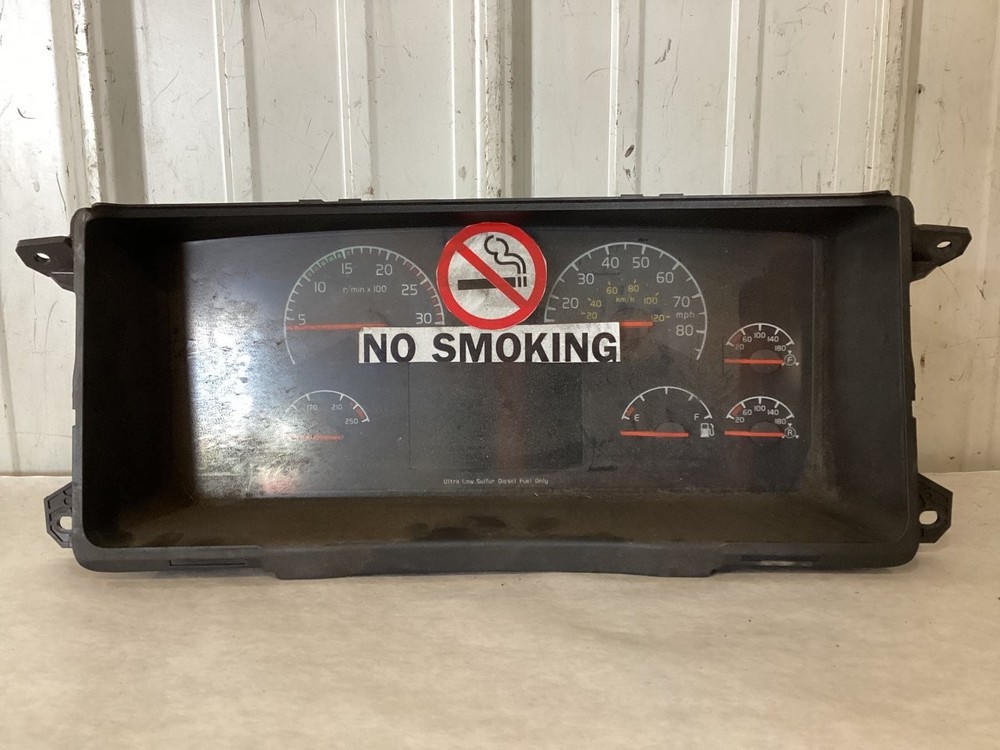 5 10 15 20 25 30
r/min x 100
20 30 40 50 60 70 80
mph
20 40 60 80 100 120
km/h
NO SMOKING
20 60 100 140 180
F
170 210 250
E F
20 60 100 140 180
R
Ultra Low Sulfur Diesel Fuel Only